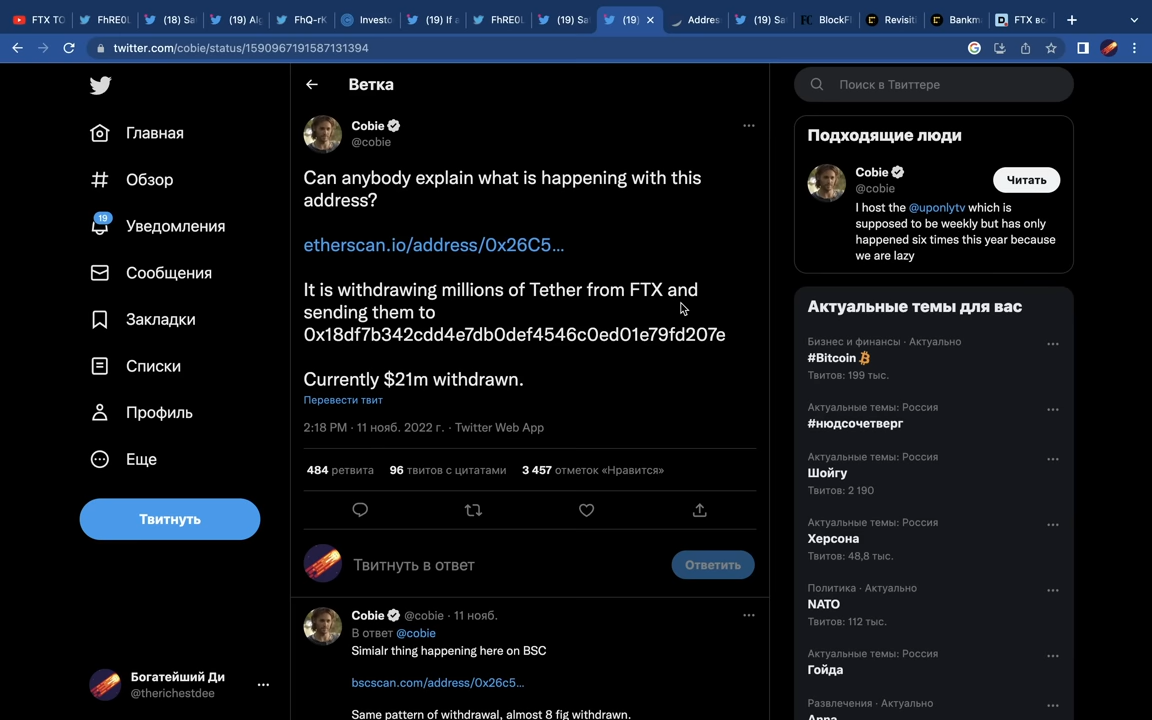 FTX TO
FhRE0L
(18) Sa
(19) Alg
FhQ-rK
Investo
(19) If a
FhRE0L
(19) Sa
(19)
Addres
(19) Sa
BlockFi
Revisiti
Bankm
FTX вс
twitter.com/cobie/status/1590967191587131394
Главная
Обзор
19
Уведомления
Сообщения
Закладки
Списки
Профиль
Еще
Твитнуть
Богатейший Ди
@therichestdee
Ветка
Cobie
@cobie
Can anybody explain what is happening with this
address?
etherscan.io/address/0x26C5...
It is withdrawing millions of Tether from FTX and
sending them to
0x18df7b342cdd4e7db0def4546c0ed01e79fd207e
Currently $21m withdrawn.
Перевести твит
2:18 PM · 11 нояб. 2022 г. · Twitter Web App
484 ретвита 96 твитов с цитатами 3 457 отметок «Нравится»
Твитнуть в ответ
Ответить
Cobie @cobie · 11 нояб.
В ответ @cobie
Simialr thing happening here on BSC
bscscan.com/address/0x26c5...
Same pattern of withdrawal, almost 8 fig withdrawn.
Поиск в Твиттере
Подходящие люди
Cobie
@cobie
Читать
I host the @uponlytv which is
supposed to be weekly but has only
happened six times this year because
we are lazy
Актуальные темы для вас
Бизнес и финансы · Актуально
#Bitcoin
Твитов: 199 тыс.
Актуальные темы: Россия
#нюдсочетверг
Актуальные темы: Россия
Шойгу
Твитов: 2 190
Актуальные темы: Россия
Херсона
Твитов: 48,8 тыс.
Политика · Актуально
NATO
Твитов: 112 тыс.
Актуальные темы: Россия
Гойда
Развлечения · Актуально